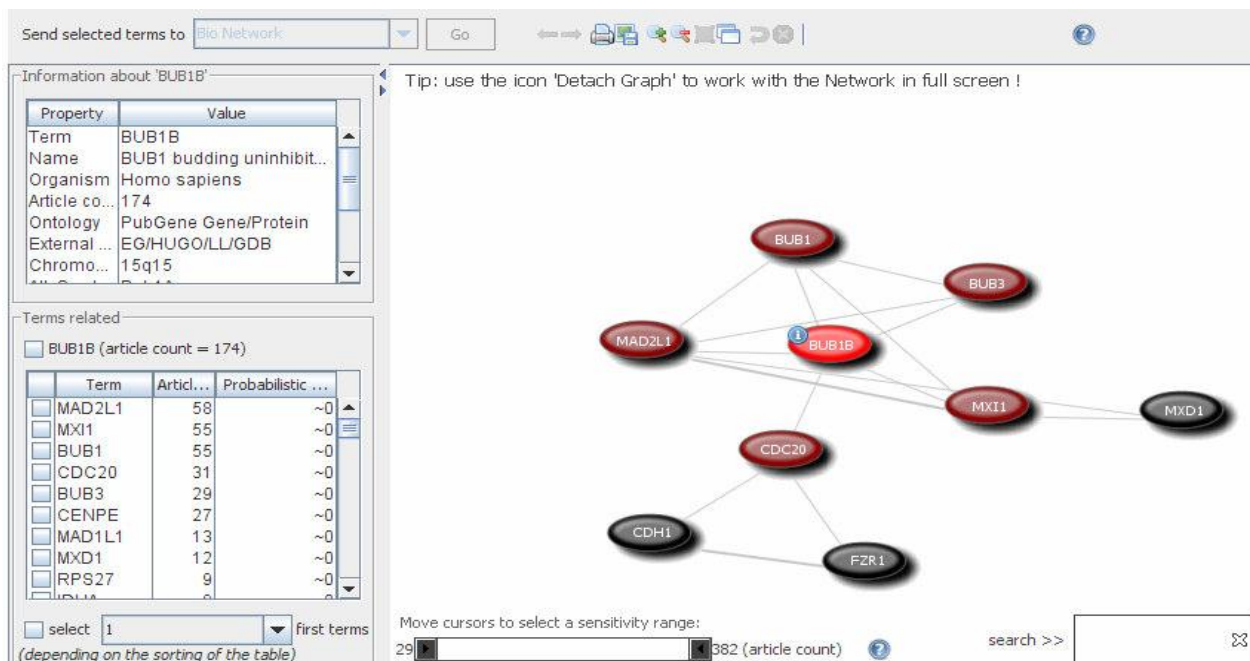 Send selected terms to Bio Network Go
Information about 'BUB1B'
Property Value
Term BUB1B
Name BUB1 budding uninhibit...
Organism Homo sapiens
Article co... 174
Ontology PubGene Gene/Protein
External ... EG/HUGO/LL/GDB
Chromo... 15q15
Terms related
BUB1B (article count = 174)
Term Articl... Probabilistic ...
MAD2L1 58 ~0
MXI1 55 ~0
BUB1 55 ~0
CDC20 31 ~0
BUB3 29 ~0
CENPE 27 ~0
MAD1L1 13 ~0
MXD1 12 ~0
RPS27 9 ~0
select 1 first terms
(depending on the sorting of the table)
Tip: use the icon 'Detach Graph' to work with the Network in full screen !
BUB1
BUB3
MAD2L1
BUB1B
MXI1
MXD1
CDC20
CDH1
FZR1
Move cursors to select a sensitivity range:
29 382 (article count)
search >>